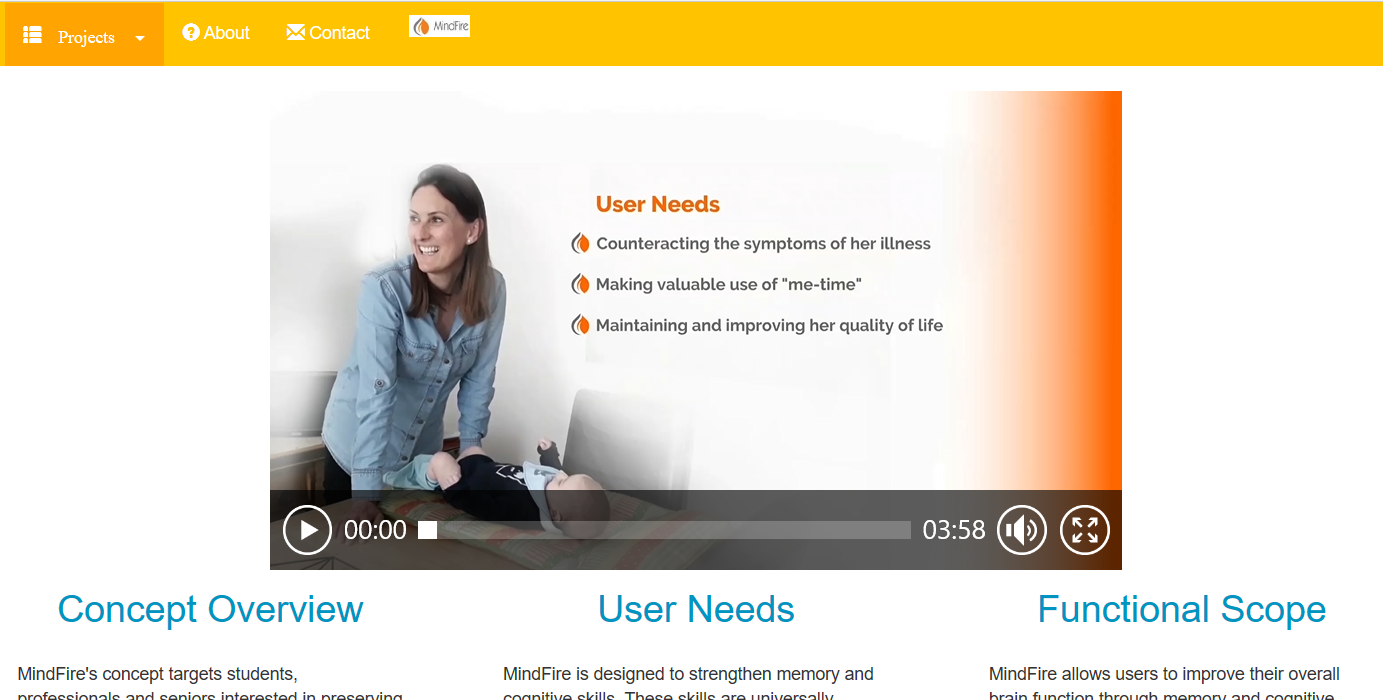 Projects
About
Contact
MindFire
User Needs
Counteracting the symptoms of her illness
Making valuable use of "me-time"
Maintaining and improving her quality of life
00:00
03:58
Concept Overview
User Needs
Functional Scope
MindFire's concept targets students,
professionals and seniors interested in preserving
MindFire is designed to strengthen memory and
cognitive skills. These skills are universally
MindFire allows users to improve their overall
brain function through memory and cognitive